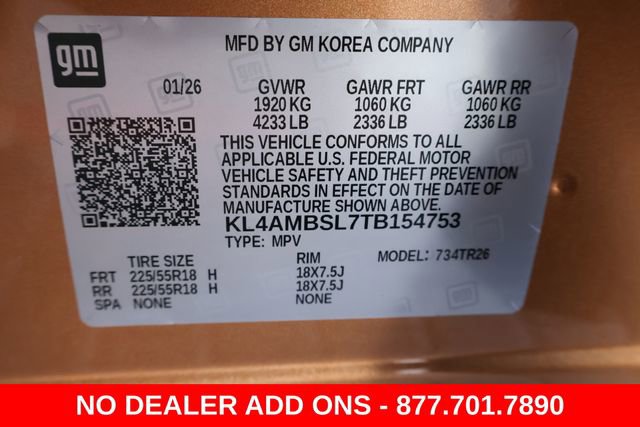 gm
MFD BY GM KOREA COMPANY
01/26 GVWR GAWR FRT GAWR RR
1920 KG 1060 KG 1060 KG
4233 LB 2336 LB 2336 LB
THIS VEHICLE CONFORMS TO ALL
APPLICABLE U.S. FEDERAL MOTOR
VEHICLE SAFETY AND THEFT PREVENTION
STANDARDS IN EFFECT ON THE DATE OF
MANUFACTURE SHOWN ABOVE.
KL4AMBSL7TB154753
TYPE: MPV
TIRE SIZE RIM MODEL: 734TR26
FRT 225/55R18 H 18X7.5J
RR 225/55R18 H 18X7.5J
SPA NONE NONE
NO DEALER ADD ONS - 877.701.7890